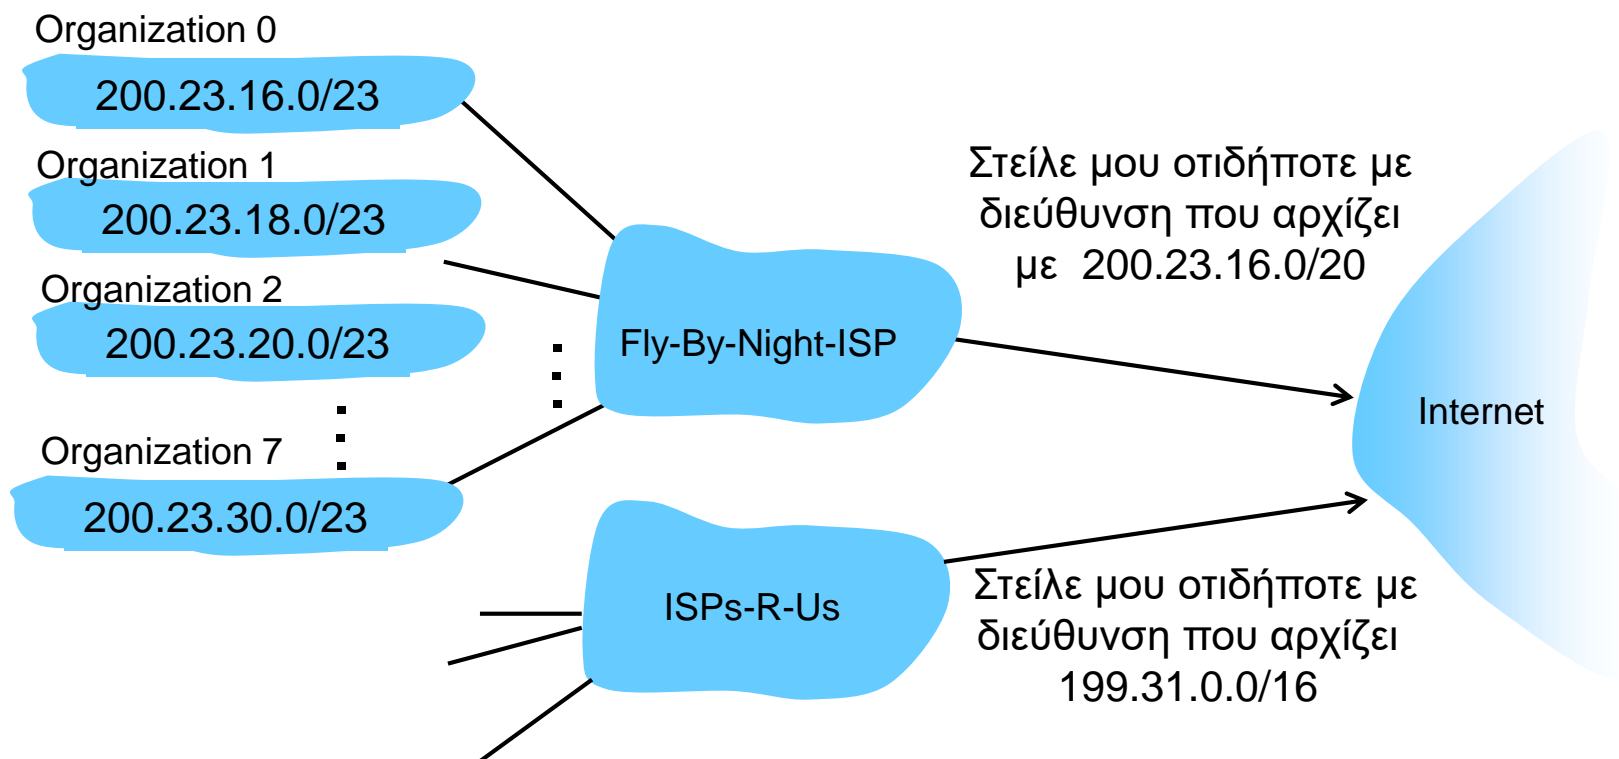 Organization 0
200.23.16.0/23
Organization 1
200.23.18.0/23
Organization 2
200.23.20.0/23
Organization 7
200.23.30.0/23
Fly-By-Night-ISP
ISPs-R-Us
Στείλε μου οτιδήποτε με
διεύθυνση που αρχίζει
με 200.23.16.0/20
Στείλε μου οτιδήποτε με
διεύθυνση που αρχίζει
199.31.0.0/16
Internet